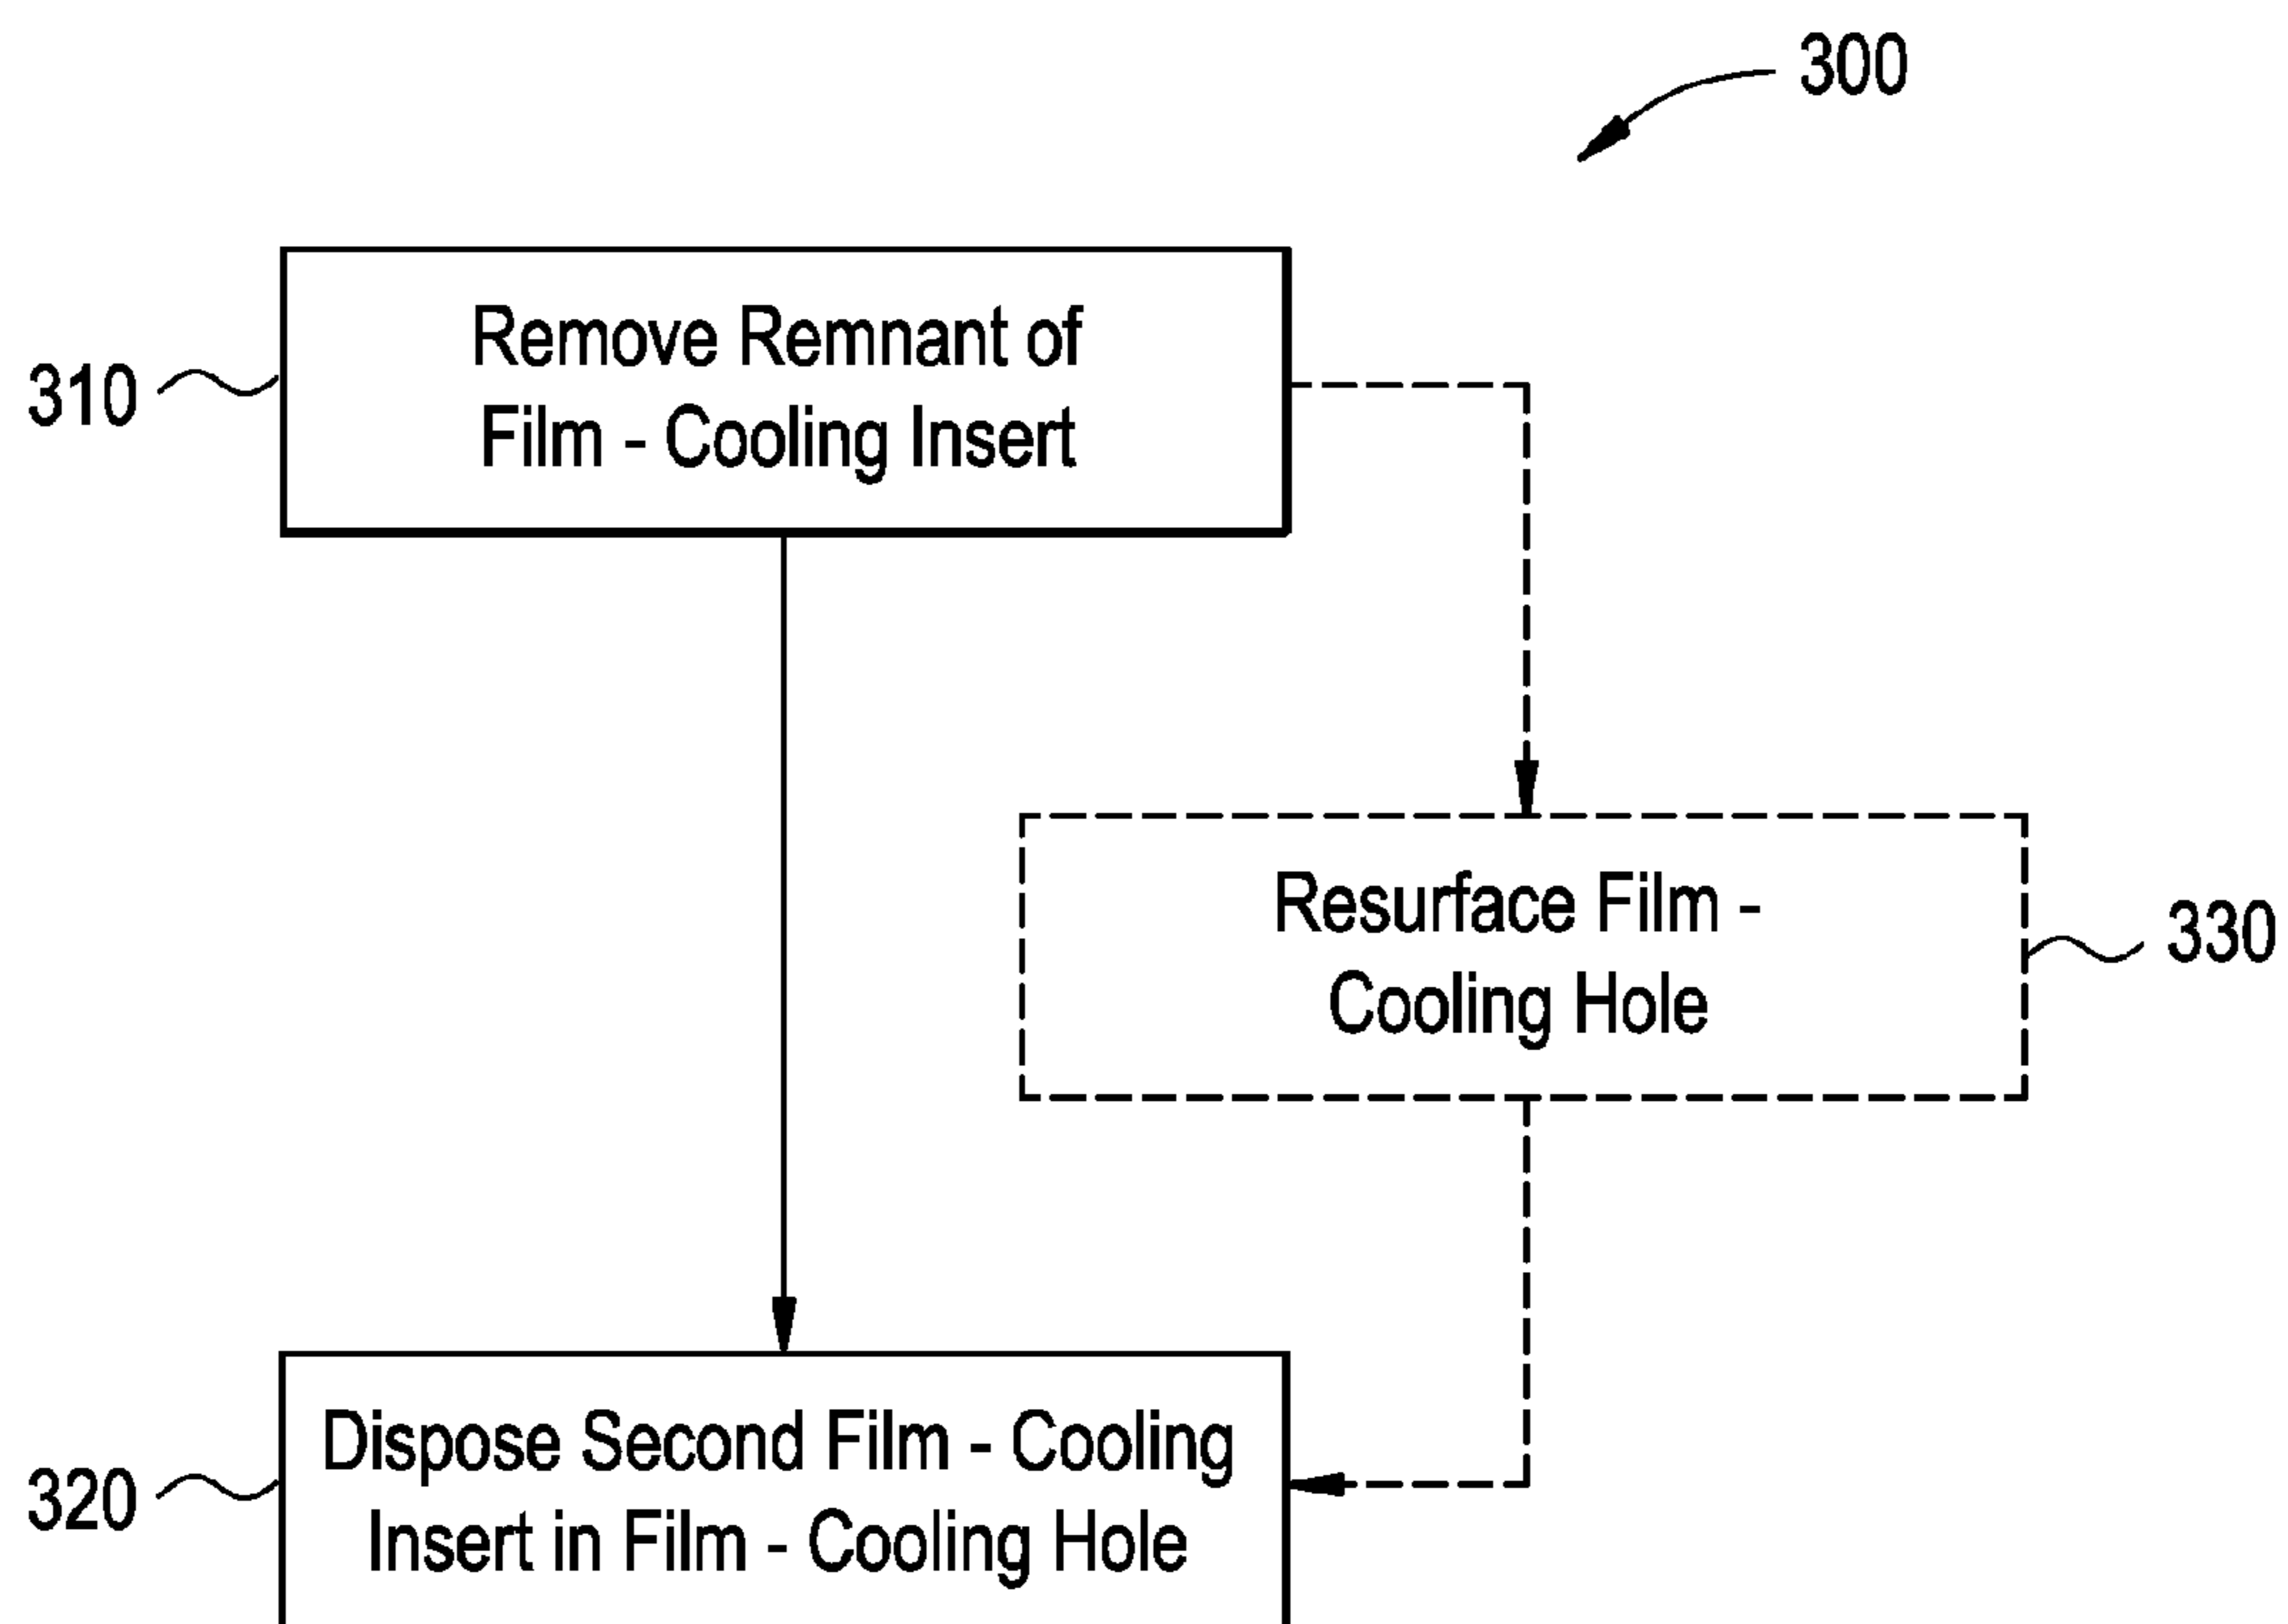 300
310
Remove Remnant of
Film - Cooling Insert
Resurface Film -
Cooling Hole
330
320
Dispose Second Film - Cooling
Insert in Film - Cooling Hole